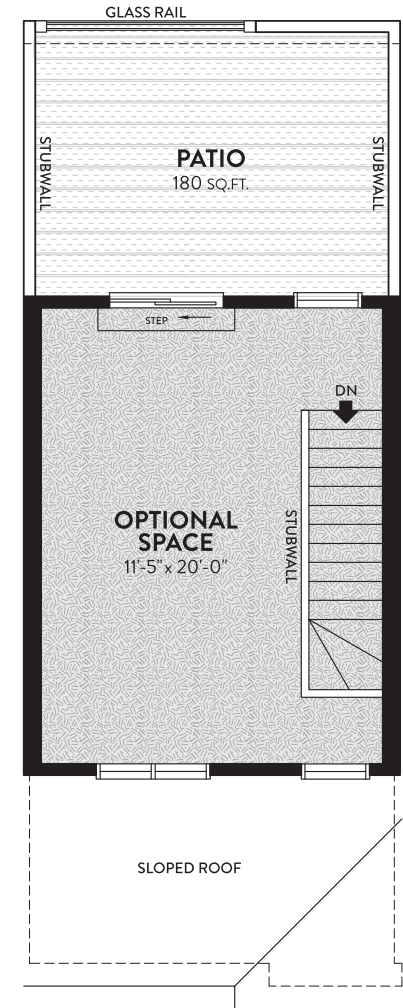 GLASS RAIL
STUBWALL
PATIO
180 SQ.FT.
STUBWALL
STEP
DN
OPTIONAL
SPACE
11'-5" x 20'-0"
STUBWALL
SLOPED ROOF